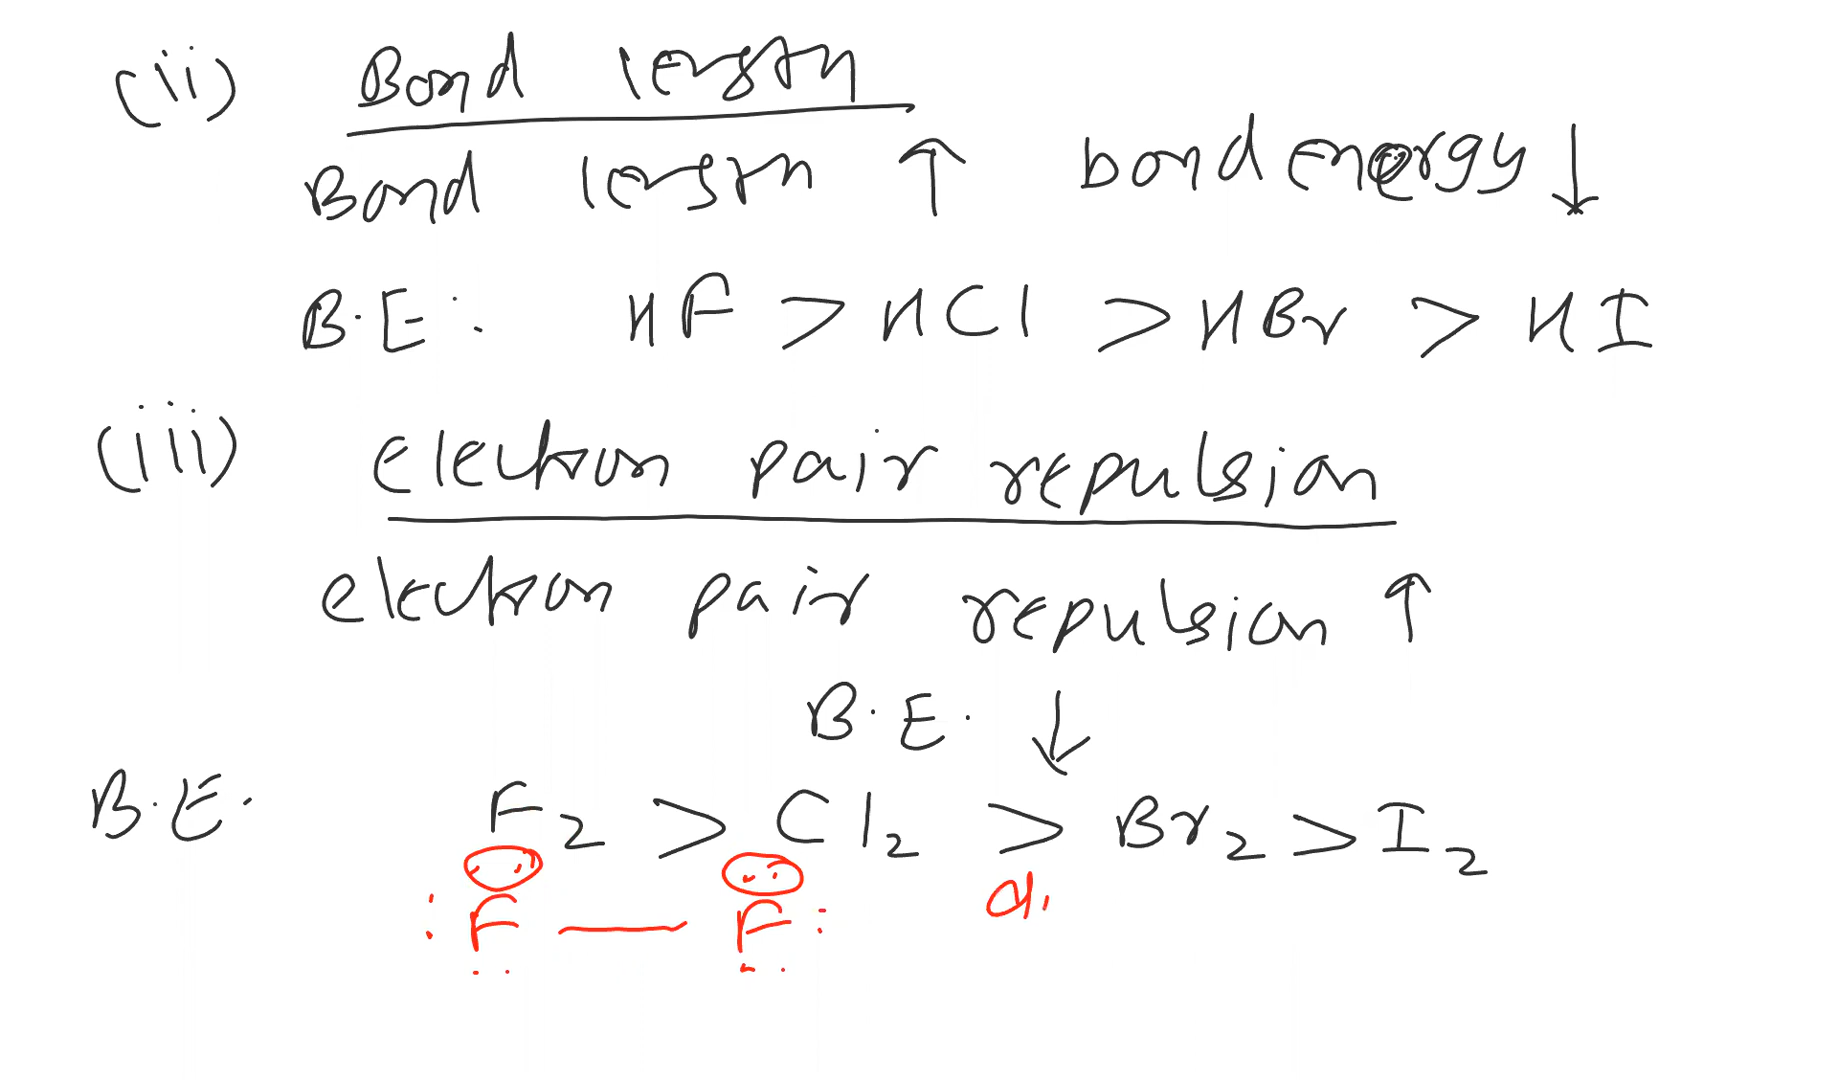 (ii) Bond length
Bond length ↑ bond energy ↓
B.E: HF > HCl > HBr > HI
(iii) electron pair repulsion
electron pair repulsion ↑
B.E. ↓
B.E. F2 > Cl2 > Br2 > I2
:F — F: Cl